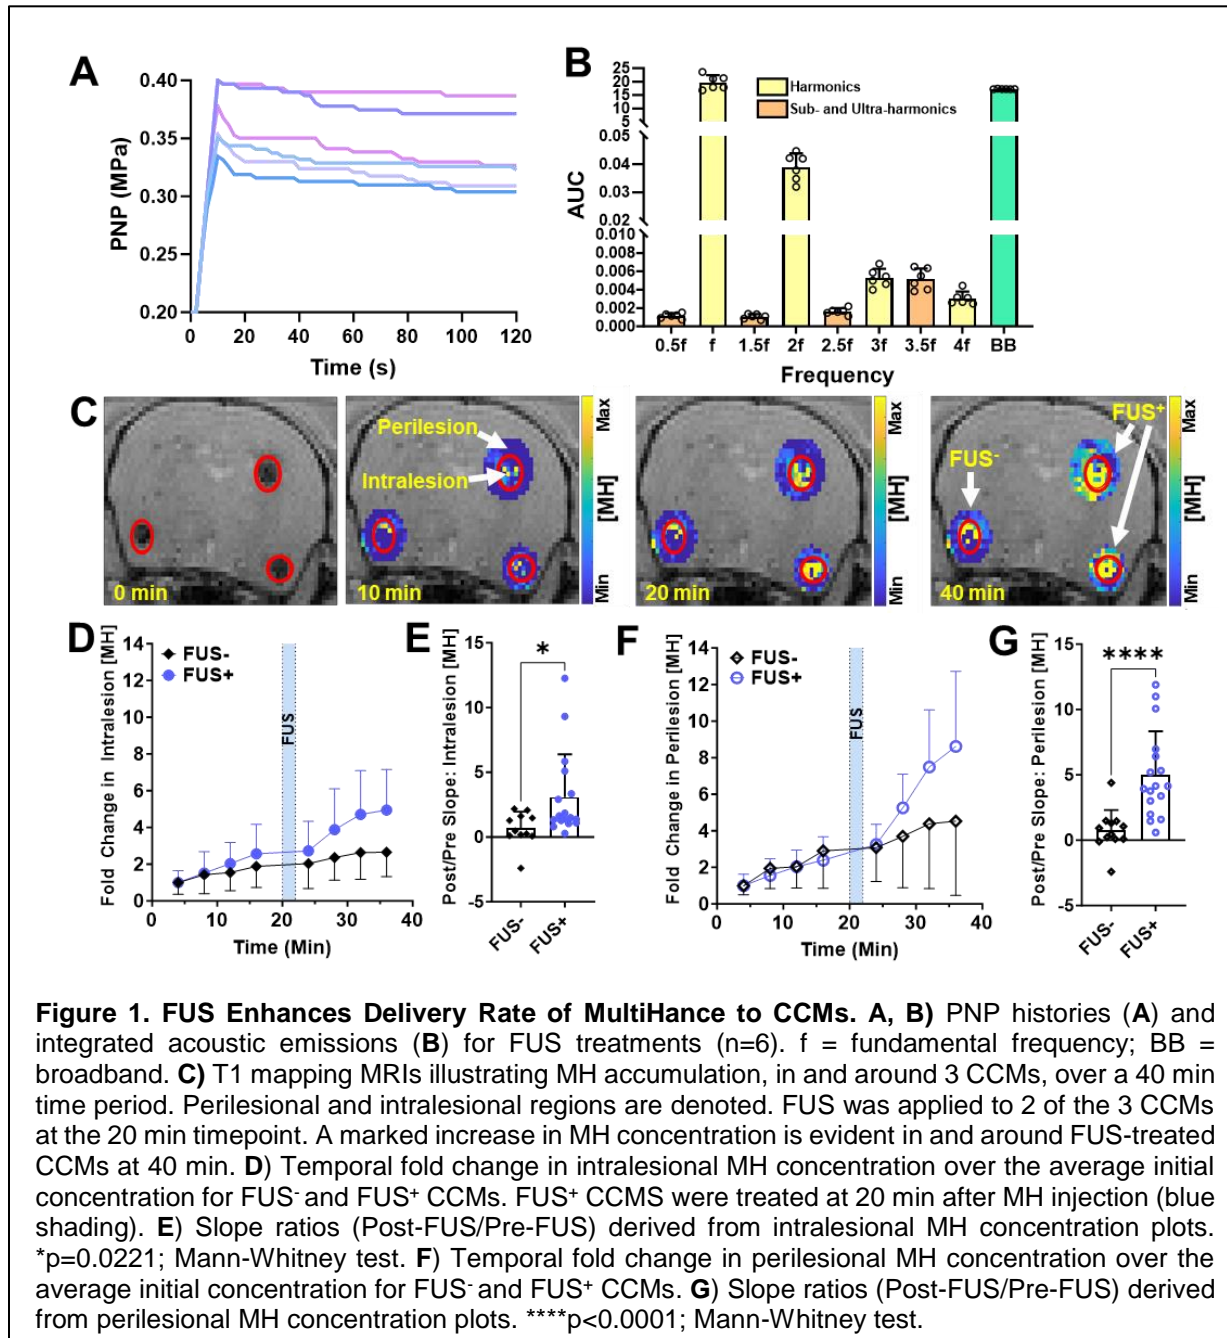 A
PNP (MPa)
0.40
0.35
0.30
0.25
0.20
0 20 40 60 80 100 120
Time (s)
B
AUC
25
20
15
10
5
0.05
0.04
0.03
0.02
0.010
0.008
0.006
0.004
0.002
0.000
Harmonics
Sub- and Ultra-harmonics
0.5f f 1.5f 2f 2.5f 3f 3.5f 4f BB
Frequency
C
0 min
Perilesion
Intralesion
10 min
Max
[MH]
Min
20 min
Max
[MH]
Min
FUS+
FUS-
40 min
Max
[MH]
Min
D
Fold Change in Intralesion [MH]
14
12
10
8
6
4
2
0
FUS-
FUS+
FUS
0 10 20 30 40
Time (Min)
E
Post/Pre Slope: Intralesion [MH]
15
10
5
0
-5
*
FUS- FUS+
F
Fold Change in Perilesion [MH]
14
12
10
8
6
4
2
0
FUS-
FUS+
FUS
0 10 20 30 40
Time (Min)
G
Post/Pre Slope: Perilesion [MH]
15
10
5
0
-5
****
FUS- FUS+
Figure 1. FUS Enhances Delivery Rate of MultiHance to CCMs. A, B) PNP histories (A) and
integrated acoustic emissions (B) for FUS treatments (n=6). f = fundamental frequency; BB =
broadband. C) T1 mapping MRIs illustrating MH accumulation, in and around 3 CCMs, over a 40 min
time period. Perilesional and intralesional regions are denoted. FUS was applied to 2 of the 3 CCMs
at the 20 min timepoint. A marked increase in MH concentration is evident in and around FUS-treated
CCMs at 40 min. D) Temporal fold change in intralesional MH concentration over the average initial
concentration for FUS- and FUS+ CCMs. FUS+ CCMS were treated at 20 min after MH injection (blue
shading). E) Slope ratios (Post-FUS/Pre-FUS) derived from intralesional MH concentration plots.
*p=0.0221; Mann-Whitney test. F) Temporal fold change in perilesional MH concentration over the
average initial concentration for FUS- and FUS+ CCMs. G) Slope ratios (Post-FUS/Pre-FUS) derived
from perilesional MH concentration plots. ****p<0.0001; Mann-Whitney test.